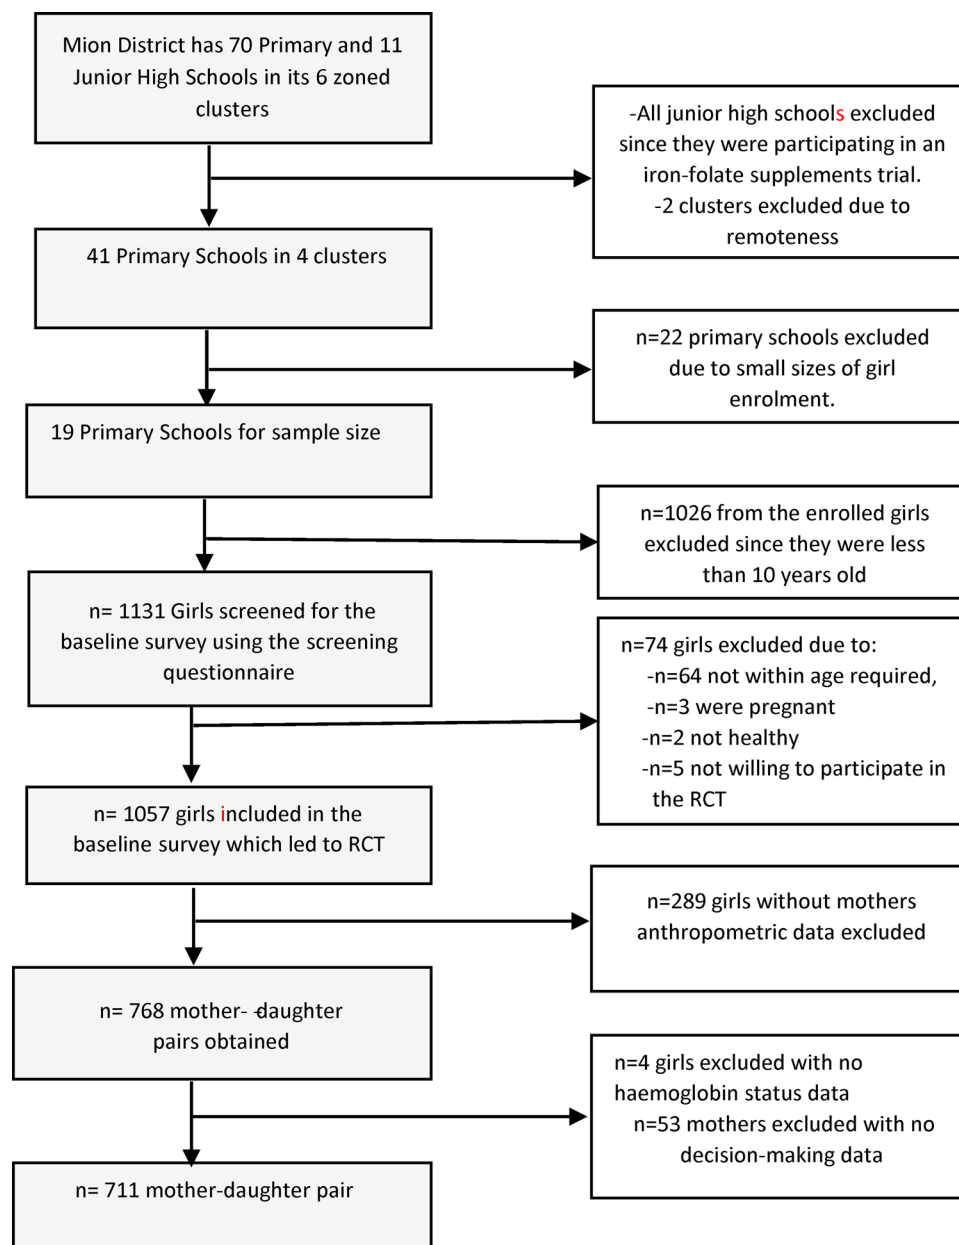 Mion District has 70 Primary and 11
Junior High Schools in its 6 zoned
clusters
-All junior high schools excluded
since they were participating in an
iron-folate supplements trial.
-2 clusters excluded due to
remoteness
41 Primary Schools in 4 clusters
n=22 primary schools excluded
due to small sizes of girl
enrolment.
19 Primary Schools for sample size
n=1026 from the enrolled girls
excluded since they were less
than 10 years old
n= 1131 Girls screened for the
baseline survey using the screening
questionnaire
n=74 girls excluded due to:
-n=64 not within age required,
-n=3 were pregnant
-n=2 not healthy
-n=5 not willing to participate in
the RCT
n= 1057 girls included in the
baseline survey which led to RCT
n=289 girls without mothers
anthropometric data excluded
n= 768 mother- -daughter
pairs obtained
n=4 girls excluded with no
haemoglobin status data
n=53 mothers excluded with no
decision-making data
n= 711 mother-daughter pair